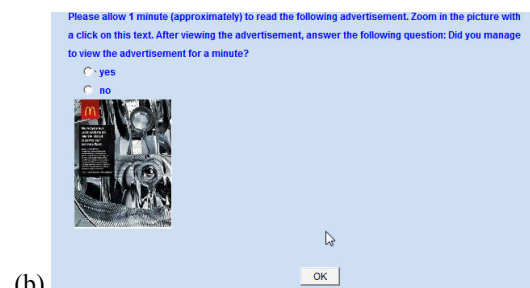 Please allow 1 minute (approximately) to read the following advertisement. Zoom in the picture with
a click on this text. After viewing the advertisement, answer the following question: Did you manage
to view the advertisement for a minute?
yes
no
OK
(b)